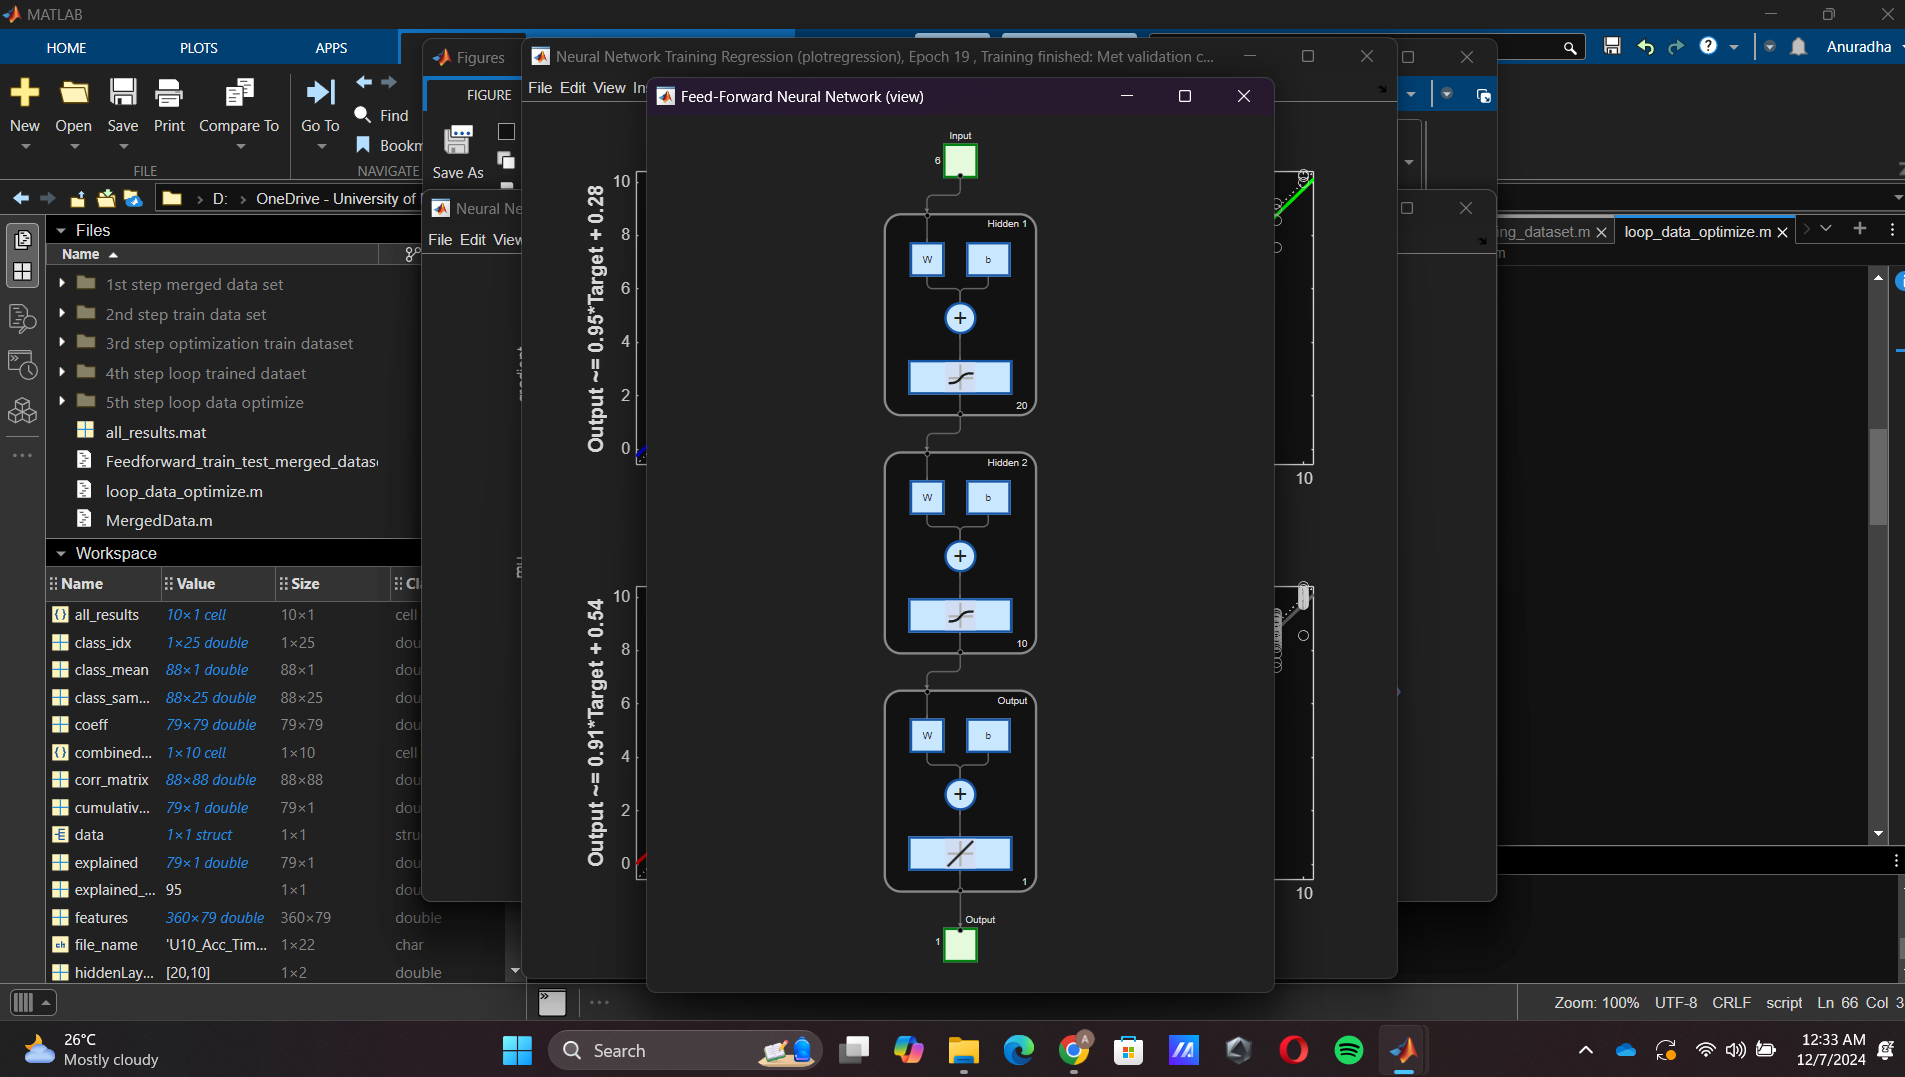 MATLAB
HOME PLOTS APPS
Anuradha
New Open Save Print Compare To Go To Find
FILE NAVIGATE
D: OneDrive - University of
Files
Name
1st step merged data set
2nd step train data set
3rd step optimization train dataset
4th step loop trained dataet
5th step loop data optimize
all_results.mat
Feedforward_train_test_merged_datas
loop_data_optimize.m
MergedData.m
Workspace
Name Value Size Cl
all_results 10×1 cell 10×1 cell
class_idx 1×25 double 1×25 dou
class_mean 88×1 double 88×1 dou
class_sam... 88×25 double 88×25 dou
coeff 79×79 double 79×79 dou
combined... 1×10 cell 1×10 cell
corr_matrix 88×88 double 88×88 dou
cumulativ... 79×1 double 79×1 dou
data 1×1 struct 1×1 stru
explained 79×1 double 79×1 dou
explained_... 95 1×1 dou
features 360×79 double 360×79 double
file_name 'U10_Acc_Tim... 1×22 char
hiddenLay... [20,10] 1×2 double
Figures
FIGURE
Save As
Neural Ne
File Edit View
Neural Network Training Regression (plotregression), Epoch 19 , Training finished: Met validation c...
File Edit View Ins
Output ~= 0.95*Target + 0.28
10
8
6
4
2
0
10
Output ~= 0.91*Target + 0.54
10
8
6
4
2
0
10
Feed-Forward Neural Network (view)
Input
6
Hidden 1
W b
+
20
Hidden 2
W b
+
10
Output
W b
+
1
Output
1
ng_dataset.m loop_data_optimize.m
Zoom: 100% UTF-8 CRLF script Ln 66 Col 3
26°C
Mostly cloudy
Search
12:33 AM
12/7/2024